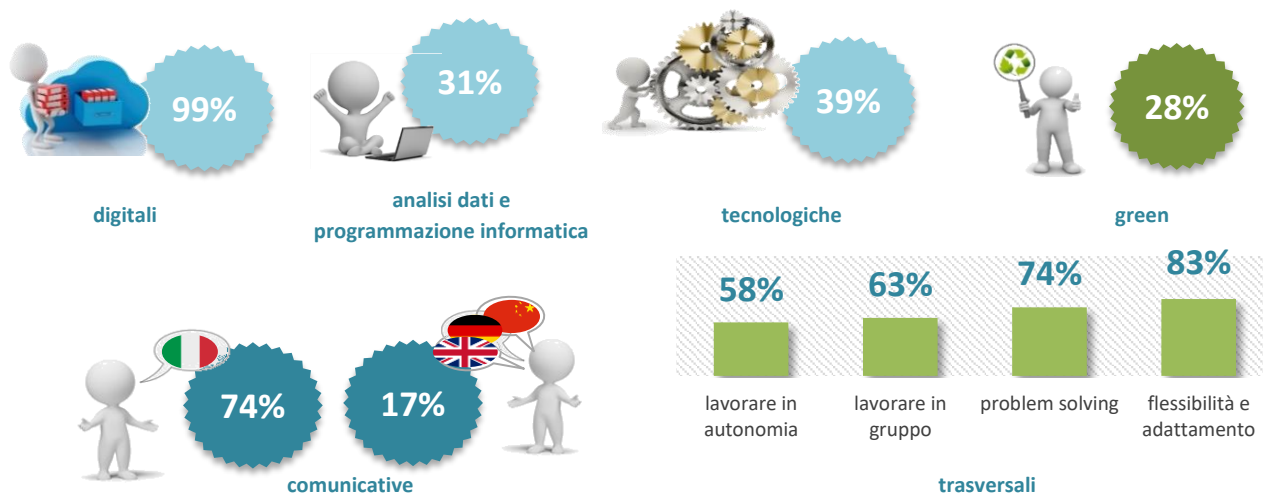 99%
31%
39%
28%
digitali
analisi dati e
programmazione informatica
tecnologiche
green
74%
17%
comunicative
58%
63%
74%
83%
lavorare in
autonomia
lavorare in
gruppo
problem solving
flessibilità e
adattamento
trasversali